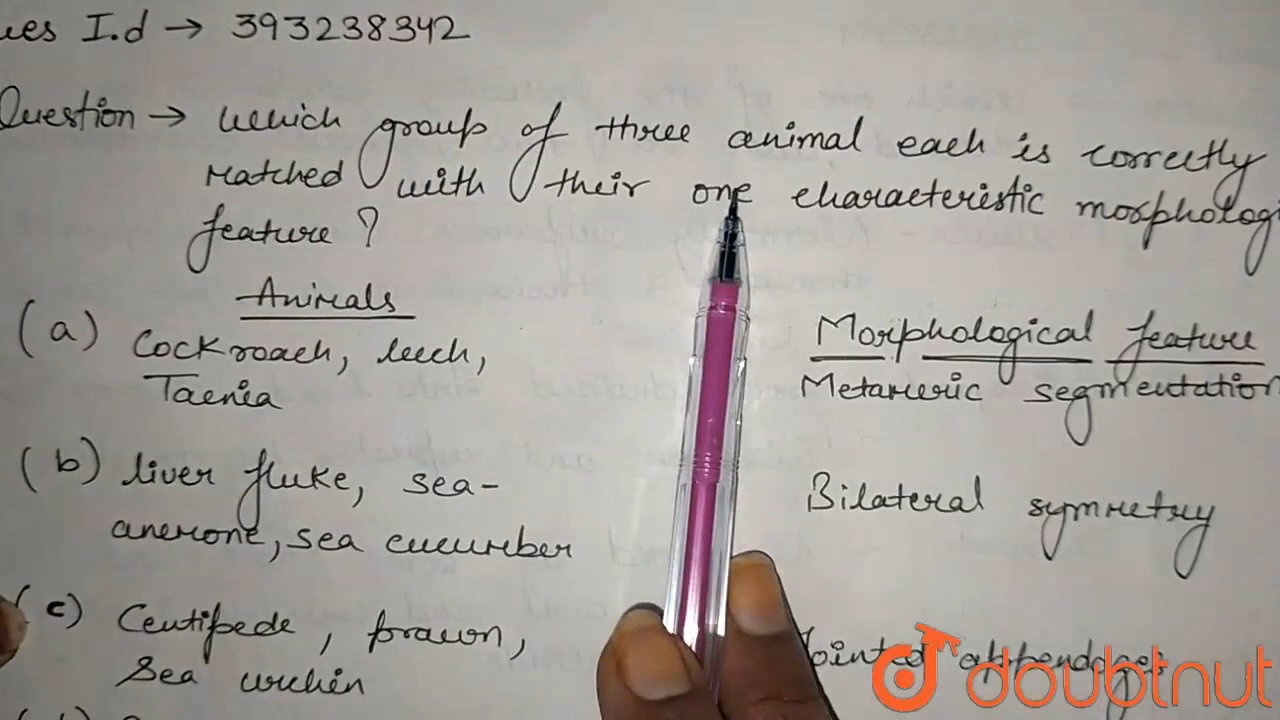 ues I.d → 393238342
Question → which group of three animal each is correctly
matched with their one characteristic morphologi
feature?
Animals
Morphological feature
(a) Cockroach, leech,
Taenia
Metameric segmentation
(b) liver fluke, sea-
anemone, sea cucumber
Bilateral symmetry
(c) Centipede, prawn,
Sea urchin
Jointed appendages
doubtnut